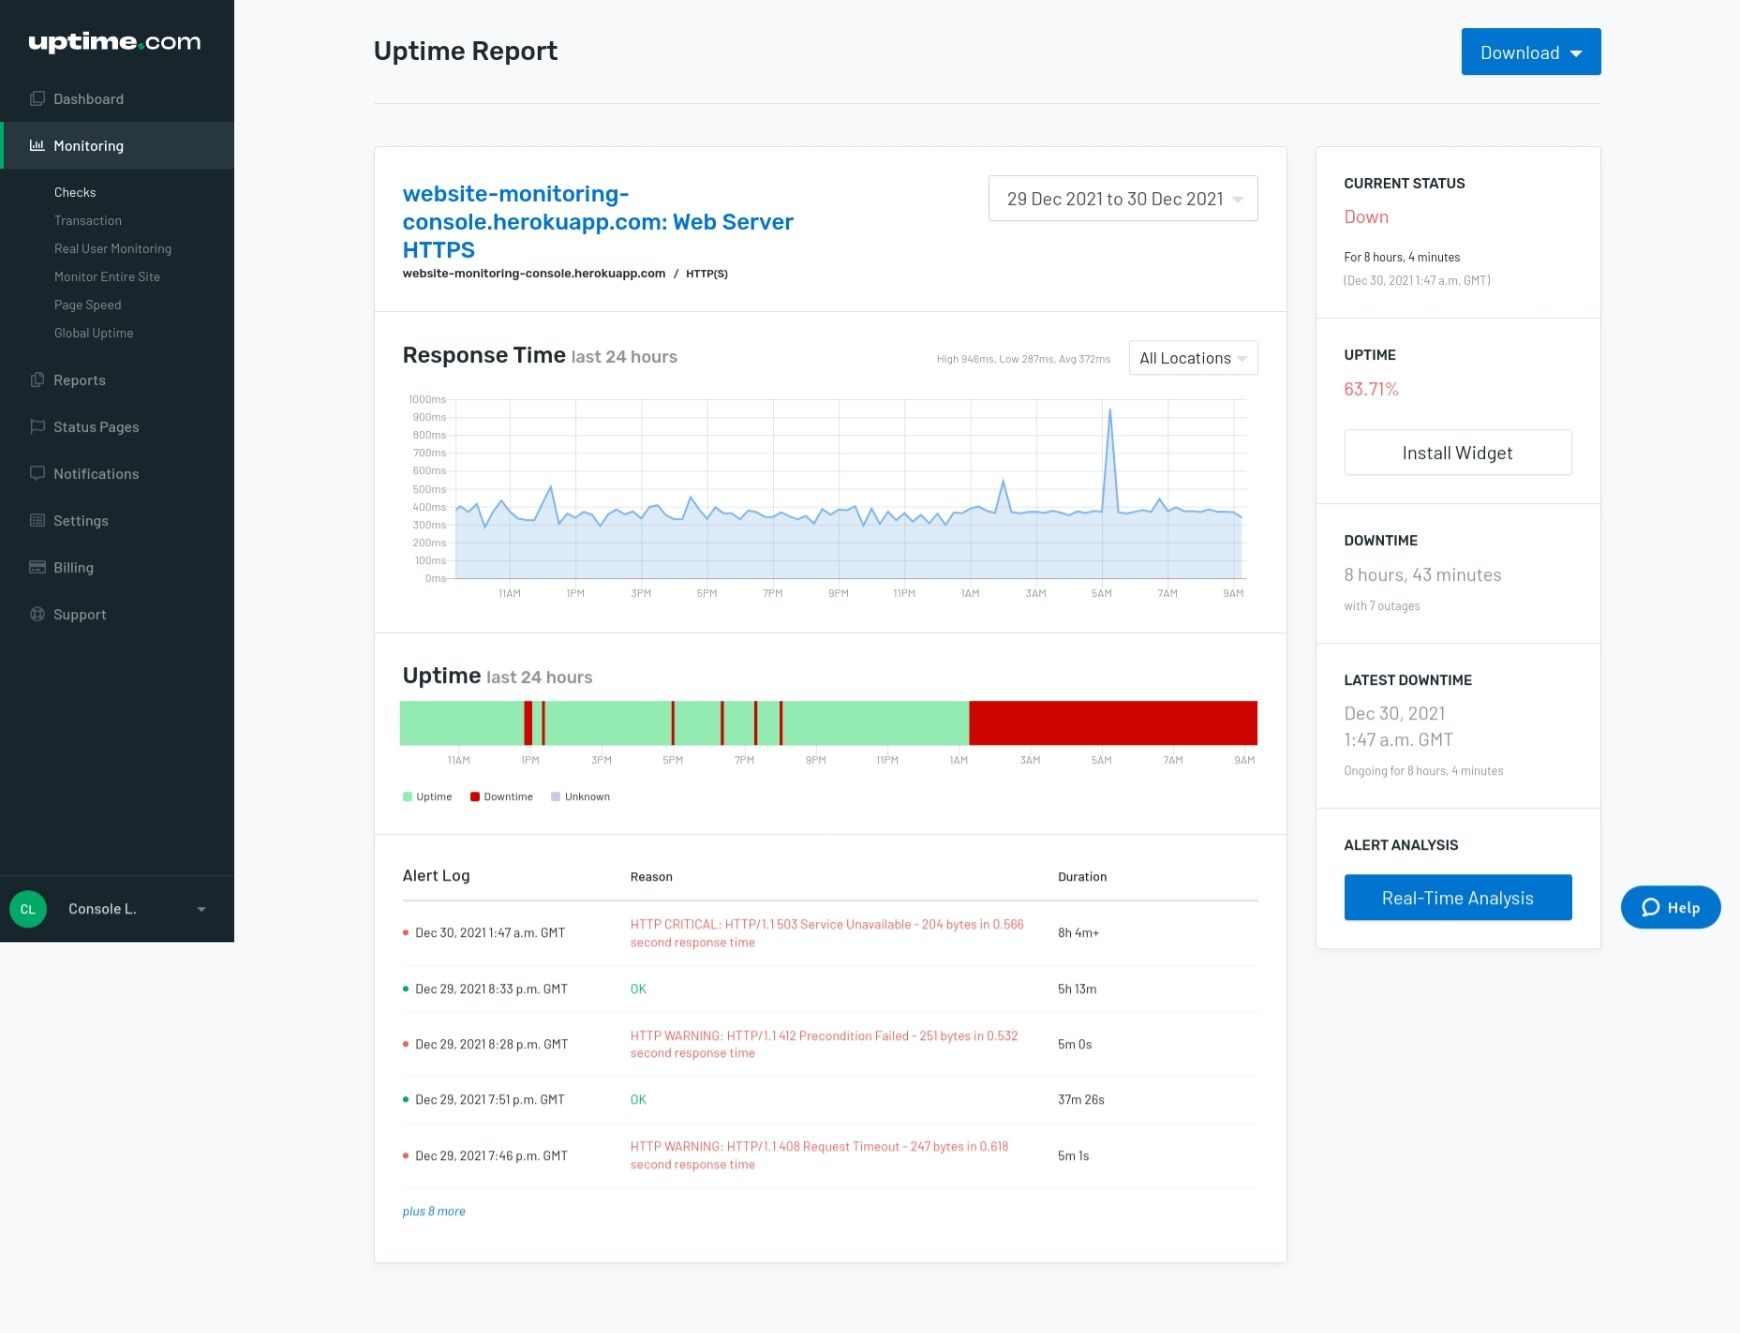 uptime.com
Dashboard
Monitoring
Checks
Transaction
Real User Monitoring
Monitor Entire Site
Page Speed
Global Uptime
Reports
Status Pages
Notifications
Settings
Billing
Support
CL Console L.
Uptime Report
Download
website-monitoring-
console.herokuapp.com: Web Server
HTTPS
website-monitoring-console.herokuapp.com / HTTP(S)
29 Dec 2021 to 30 Dec 2021
Response Time last 24 hours
High 946ms, Low 287ms, Avg 372ms
All Locations
1000ms
900ms
800ms
700ms
600ms
500ms
400ms
300ms
200ms
100ms
0ms
11AM 1PM 3PM 5PM 7PM 9PM 11PM 1AM 3AM 5AM 7AM 9AM
Uptime last 24 hours
11AM 1PM 3PM 5PM 7PM 9PM 11PM 1AM 3AM 5AM 7AM 9AM
Uptime Downtime Unknown
Alert Log Reason Duration
Dec 30, 2021 1:47 a.m. GMT HTTP CRITICAL: HTTP/1.1 503 Service Unavailable - 204 bytes in 0.566 8h 4m+
second response time
Dec 29, 2021 8:33 p.m. GMT OK 5h 13m
Dec 29, 2021 8:28 p.m. GMT HTTP WARNING: HTTP/1.1 412 Precondition Failed - 251 bytes in 0.532 5m 0s
second response time
Dec 29, 2021 7:51 p.m. GMT OK 37m 26s
Dec 29, 2021 7:46 p.m. GMT HTTP WARNING: HTTP/1.1 408 Request Timeout - 247 bytes in 0.618 5m 1s
second response time
plus 8 more
CURRENT STATUS
Down
For 8 hours, 4 minutes
(Dec 30, 2021 1:47 a.m. GMT)
UPTIME
63.71%
Install Widget
DOWNTIME
8 hours, 43 minutes
with 7 outages
LATEST DOWNTIME
Dec 30, 2021
1:47 a.m. GMT
Ongoing for 8 hours, 4 minutes
ALERT ANALYSIS
Real-Time Analysis
Help